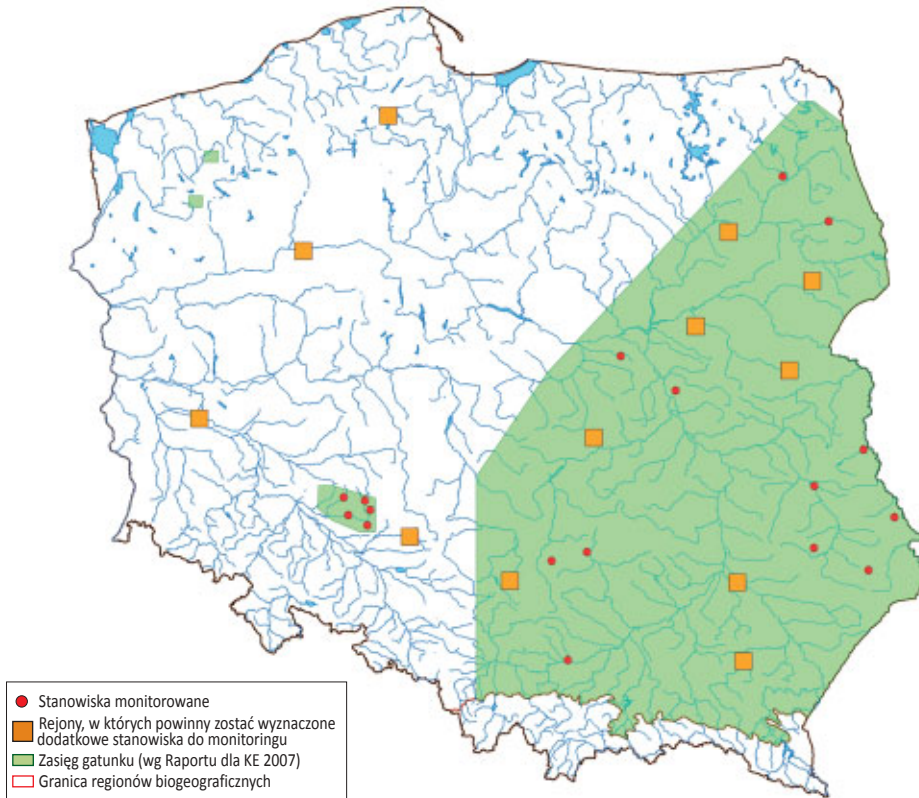 Stanowiska monitorowane
Rejony, w których powinny zostać wyznaczone
dodatkowe stanowiska do monitoringu
Zasięg gatunku (wg Raportu dla KE 2007)
Granica regionów biogeograficznych